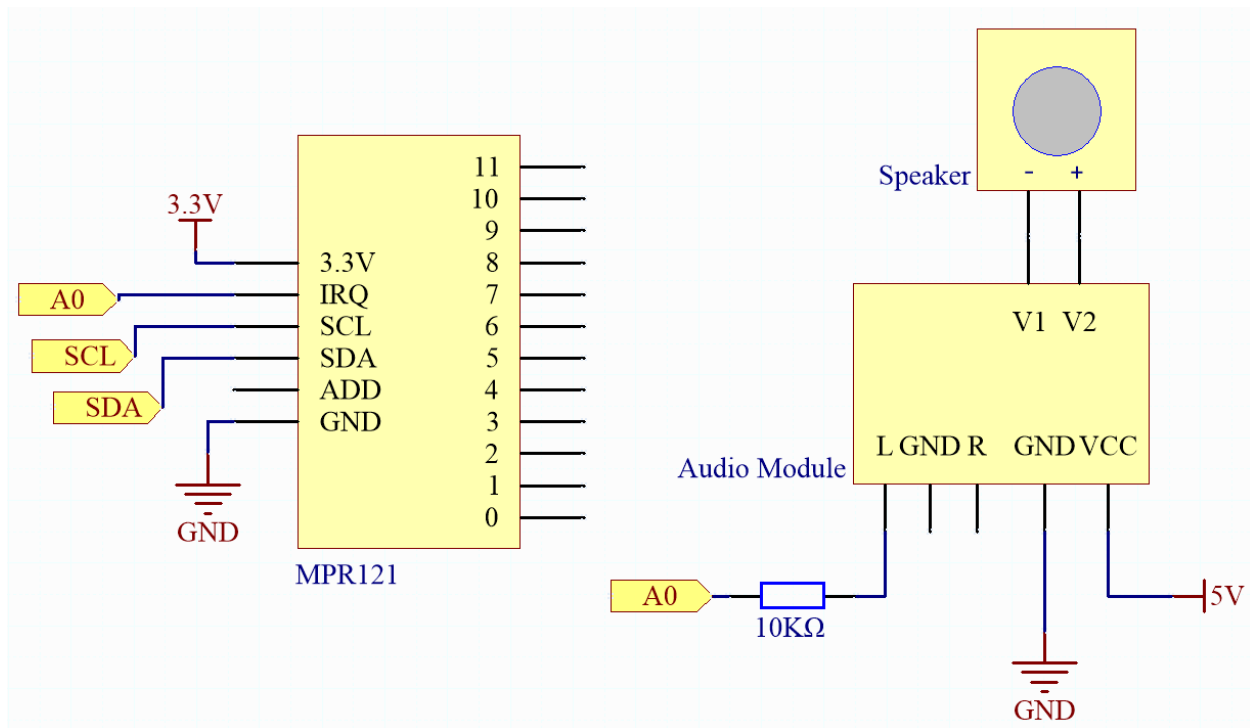 3.3V
A0
SCL
SDA
GND
3.3V
IRQ
SCL
SDA
ADD
GND
11
10
9
8
7
6
5
4
3
2
1
0
MPR121
Speaker
- +
V1 V2
L GND R GND VCC
Audio Module
A0
10KΩ
5V
GND